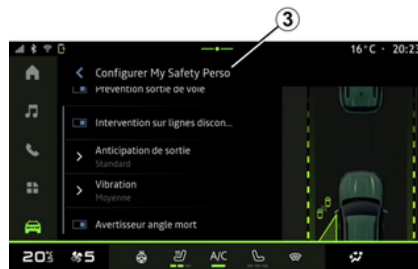 3
16°C · 20:23
Configurer My Safety Perso
Prévention sortie de voie
Intervention sur lignes discon...
Anticipation de sortie
Standard
Vibration
Moyenne
Avertisseur angle mort
20 5 A/C